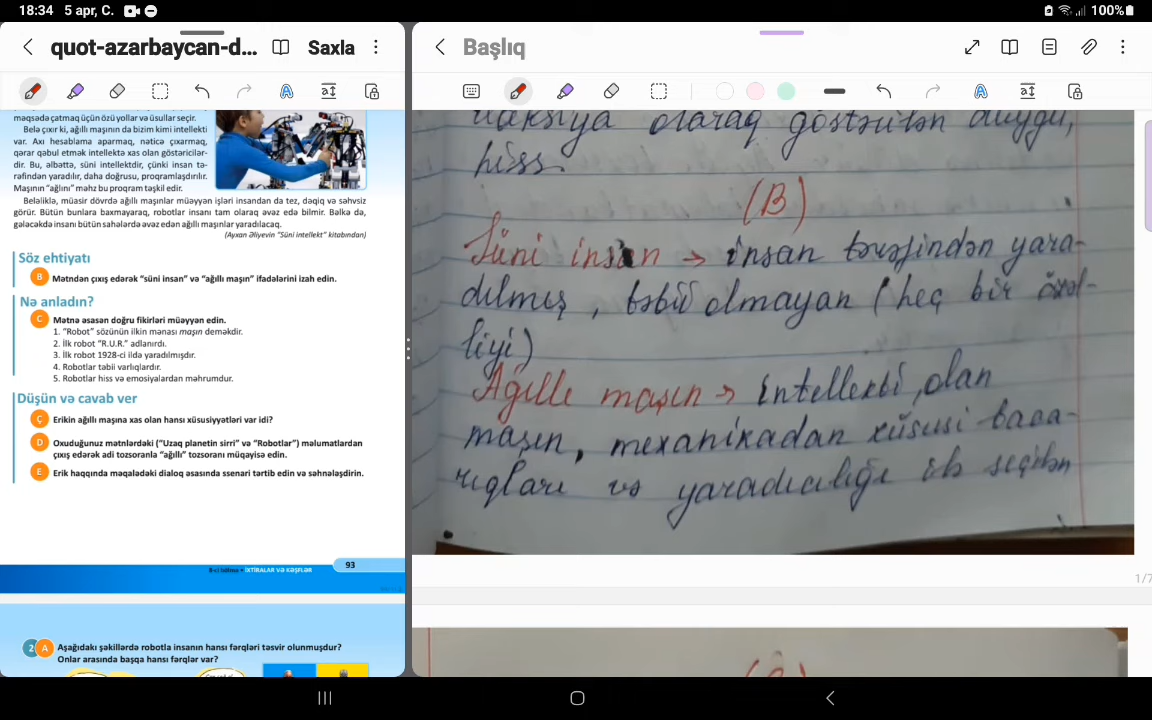 18:34 5 apr, C.
100%
quot-azarbaycan-d...
Saxla
məqsədə çatmaq üçün özü yollar və üsullar seçir.
Belə çıxır ki, ağıllı maşının da bizim kimi intellekti
var. Axı hesablama aparmaq, nəticə çıxarmaq,
qərar qəbul etmək intellektə xas olan göstəricilər-
dir. Bu, əlbəttə, süni intellektdir, çünki insan tə-
rəfindən yaradılır, daha doğrusu, proqramlaşdırılır.
Maşının “ağlını” məhz bu proqram təşkil edir.
Beləliklə, müasir dövrdə ağıllı maşınlar müəyyən işləri insandan da tez, dəqiq və səhvsiz
görür. Bütün bunlara baxmayaraq, robotlar insanı tam olaraq əvəz edə bilmir. Bəlkə də,
gələcəkdə insanı bütün sahələrdə əvəz edən ağıllı maşınlar yaradılacaq.
(Ayxan Əliyevin “Süni intellekt” kitabından)
Söz ehtiyatı
B Mətndən çıxış edərək “süni insan” və “ağıllı maşın” ifadələrini izah edin.
Nə anladın?
C Mətnə əsasən doğru fikirləri müəyyən edin.
1. “Robot” sözünün ilkin mənası maşın deməkdir.
2. İlk robot “R.U.R.” adlanırdı.
3. İlk robot 1928-ci ildə yaradılmışdır.
4. Robotlar təbii varlıqlardır.
5. Robotlar hiss və emosiyalardan məhrumdur.
Düşün və cavab ver
Ç Erikin ağıllı maşına xas olan hansı xüsusiyyətləri var idi?
D Oxuduğunuz mətnlərdəki (“Uzaq planetin sirri” və “Robotlar”) məlumatlardan
çıxış edərək adi tozsoranla “ağıllı” tozsoranı müqayisə edin.
E Erik haqqında məqalədəki dialoq əsasında ssenari tərtib edin və səhnələşdirin.
İXTİRALAR VƏ KƏŞFLƏR
93
2 A Aşağıdakı şəkillərdə robotla insanın hansı fərqləri təsvir olunmuşdur?
Onlar arasında başqa hansı fərqlər var?
Başlıq
olaraq göstərilən duyğu,
hiss.
(B)
Süni insan → insan tərəfindən yara-
dılmış, təbii olmayan (heç bir özəl-
liyi)
Ağıllı maşın → intellekti olan
maşın, mexanikadan xüsusi baca-
rıqları və yaradıcılığı ilə seçilən
1/7